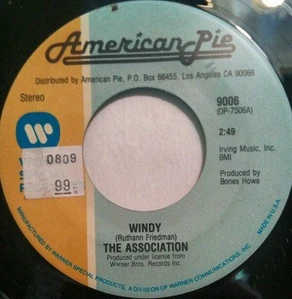 American Pie
Distributed by American Pie, P.O. Box 66455, Los Angeles CA 90066
Stereo
9006
(OP-7506A)
2:49
Irving Music, Inc.
BMI
Produced by
Bones Howe
0809
99
WINDY
(Ruthann Friedman)
THE ASSOCIATION
Produced under license from
Warner Bros. Records Inc
MANUFACTURED BY WARNER SPECIAL PRODUCTS, A DIVISION OF WARNER COMMUNICATIONS INC. MADE IN U.S.A.